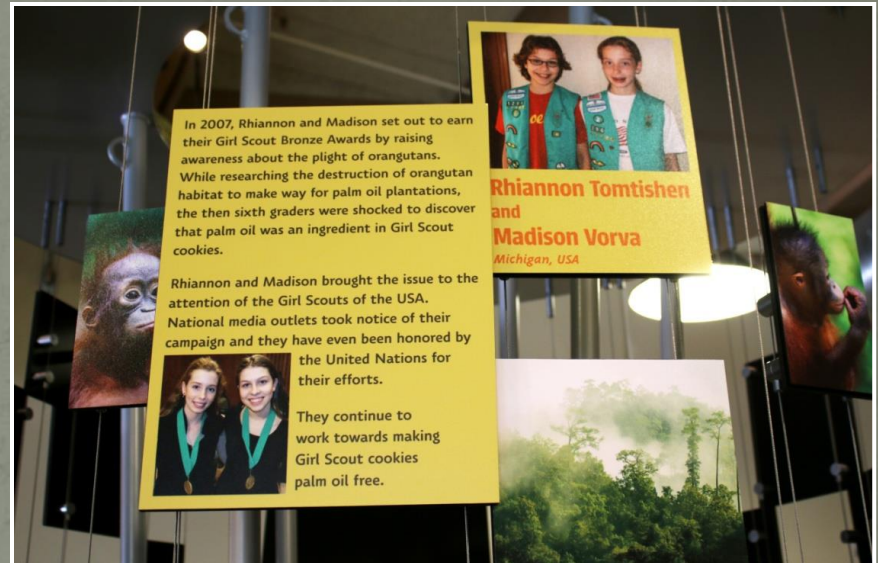 In 2007, Rhiannon and Madison set out to earn
their Girl Scout Bronze Awards by raising
awareness about the plight of orangutans.
While researching the destruction of orangutan
habitat to make way for palm oil plantations,
the then sixth graders were shocked to discover
that palm oil was an ingredient in Girl Scout
cookies.
Rhiannon and Madison brought the issue to the
attention of the Girl Scouts of the USA.
National media outlets took notice of their
campaign and they have even been honored by
the United Nations for
their efforts.
They continue to
work towards making
Girl Scout cookies
palm oil free.
Rhiannon Tomtishen
and
Madison Vorva
Michigan, USA